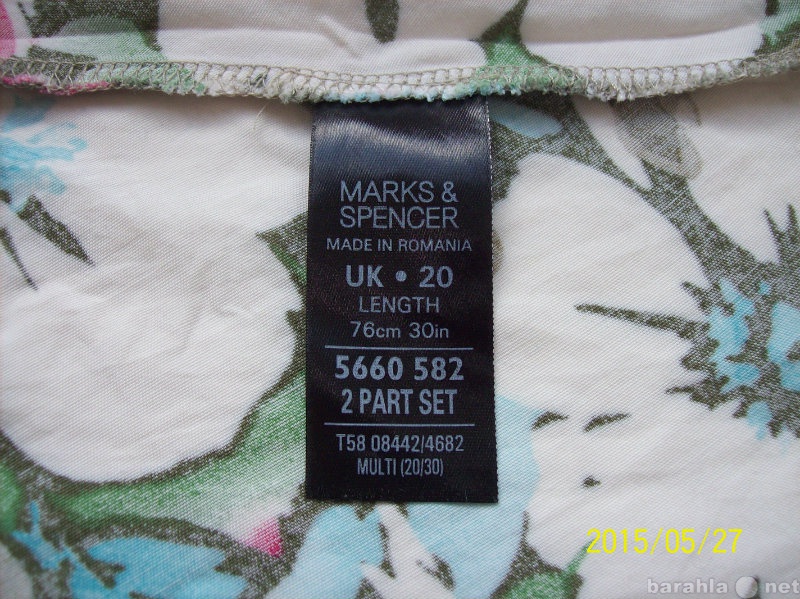 MARKS &
SPENCER
MADE IN ROMANIA
UK • 20
LENGTH
76cm 30in
5660 582
2 PART SET
T58 08442/4682
MULTI (20/30)
2015/05/27
barahla.net